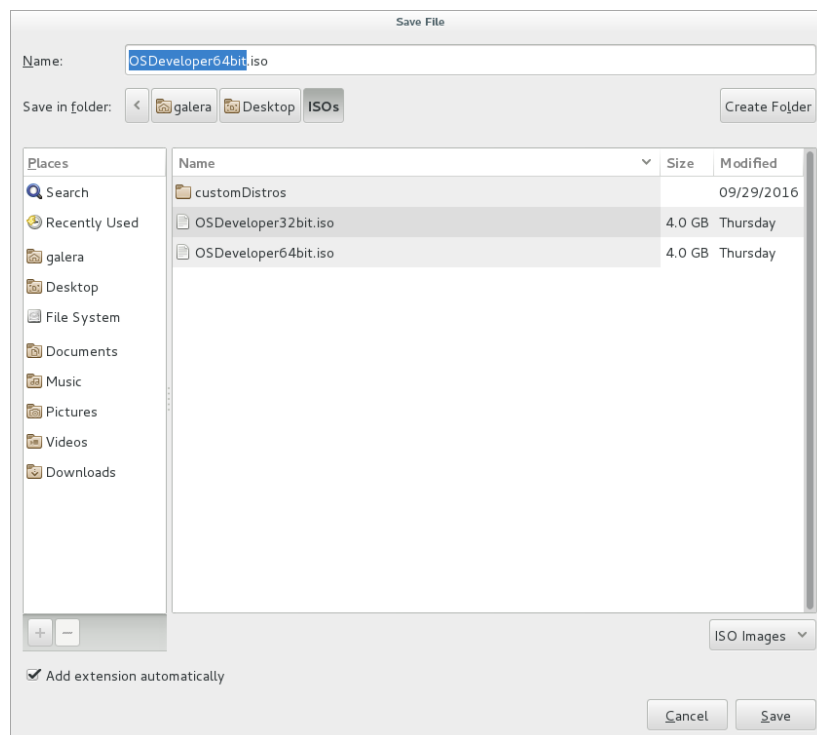 Save File
Name: OSDeveloper64bit.iso
Save in folder: < galera Desktop ISOs Create Folder
Places Name Size Modified
Search customDistros 09/29/2016
Recently Used OSDeveloper32bit.iso 4.0 GB Thursday
galera OSDeveloper64bit.iso 4.0 GB Thursday
Desktop
File System
Documents
Music
Pictures
Videos
Downloads
+ − ISO Images
Add extension automatically
Cancel Save